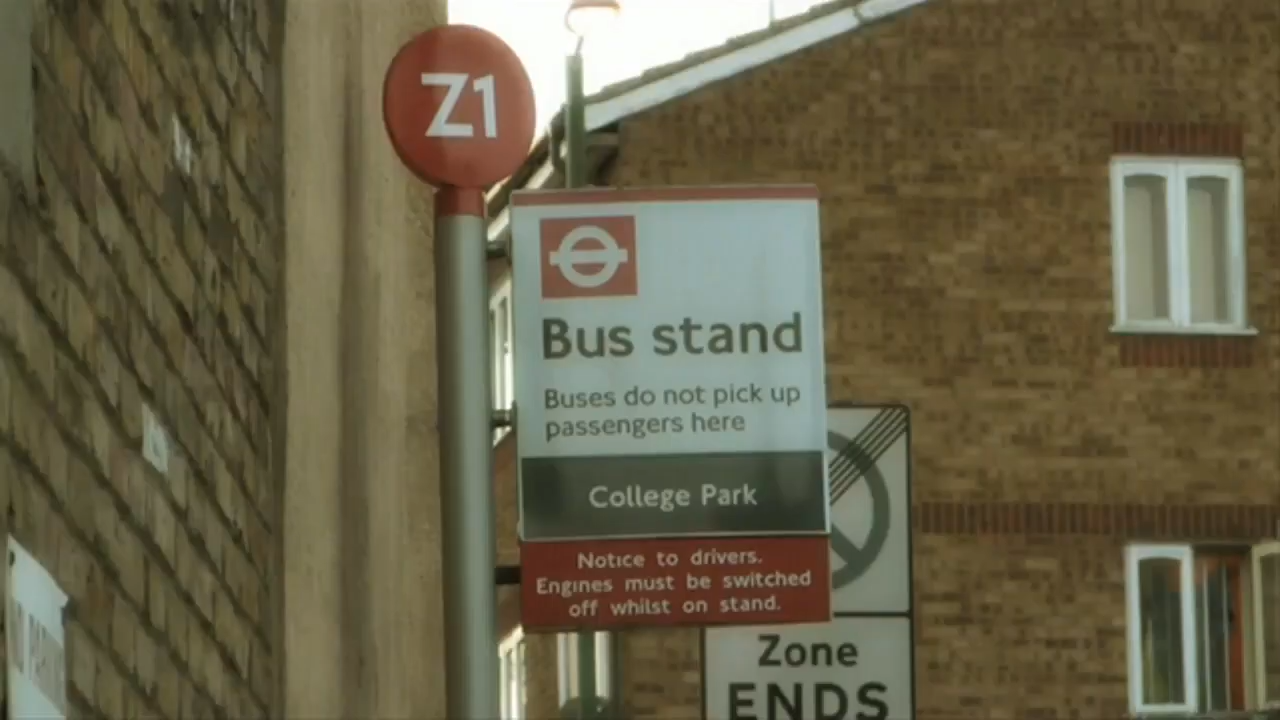 Z1
Bus stand
Buses do not pick up
passengers here
College Park
Notice to drivers.
Engines must be switched
off whilst on stand.
Zone
ENDS